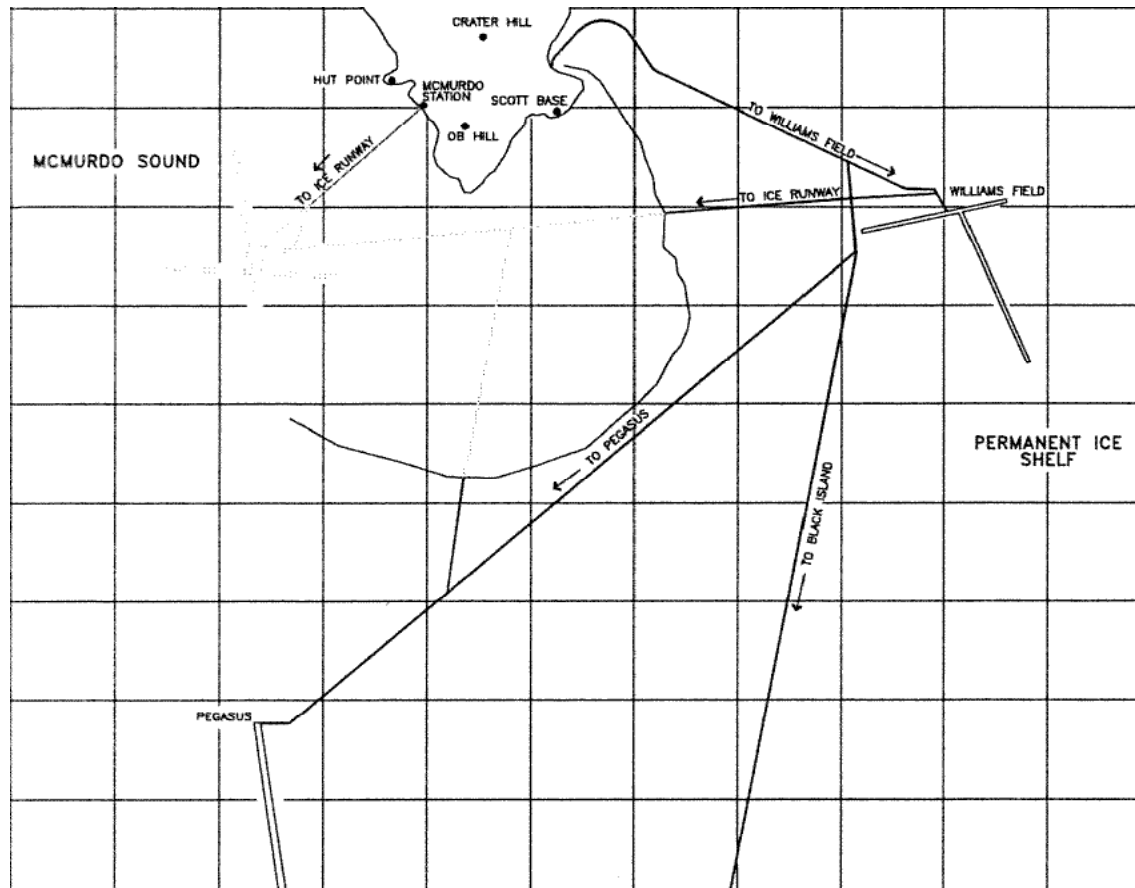 CRATER HILL
HUT POINT
MCMURDO
STATION
SCOTT BASE
OB HILL
MCMURDO SOUND
TO ICE RUNWAY
TO WILLIAMS FIELD
TO ICE RUNWAY
WILLIAMS FIELD
TO PEGASUS
PERMANENT ICE
SHELF
TO BLACK ISLAND
PEGASUS